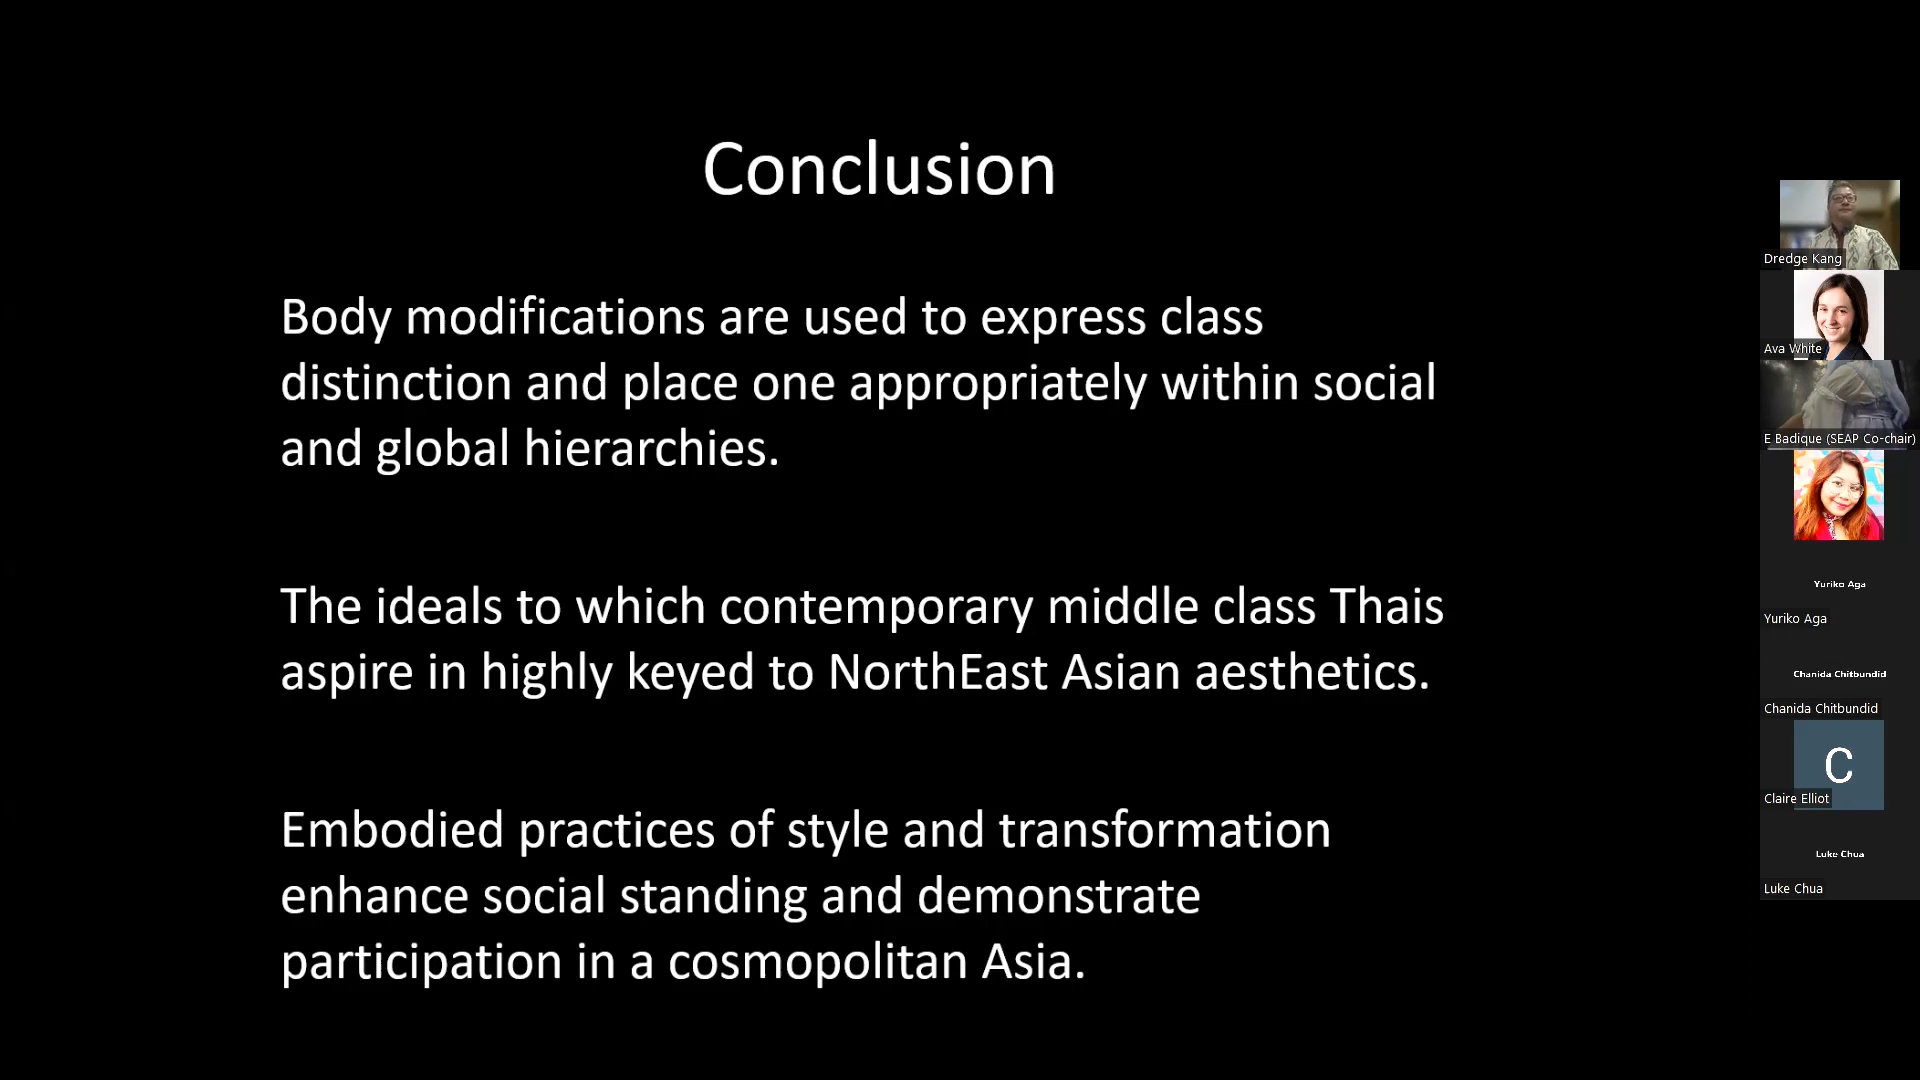 Conclusion
Body modifications are used to express class
distinction and place one appropriately within social
and global hierarchies.
The ideals to which contemporary middle class Thais
aspire in highly keyed to NorthEast Asian aesthetics.
Embodied practices of style and transformation
enhance social standing and demonstrate
participation in a cosmopolitan Asia.
Dredge Kang
Ava White
E Badique (SEAP Co-chair)
Yuriko Aga
Yuriko Aga
Chanida Chitbundid
Chanida Chitbundid
C
Claire Elliot
Luke Chua
Luke Chua